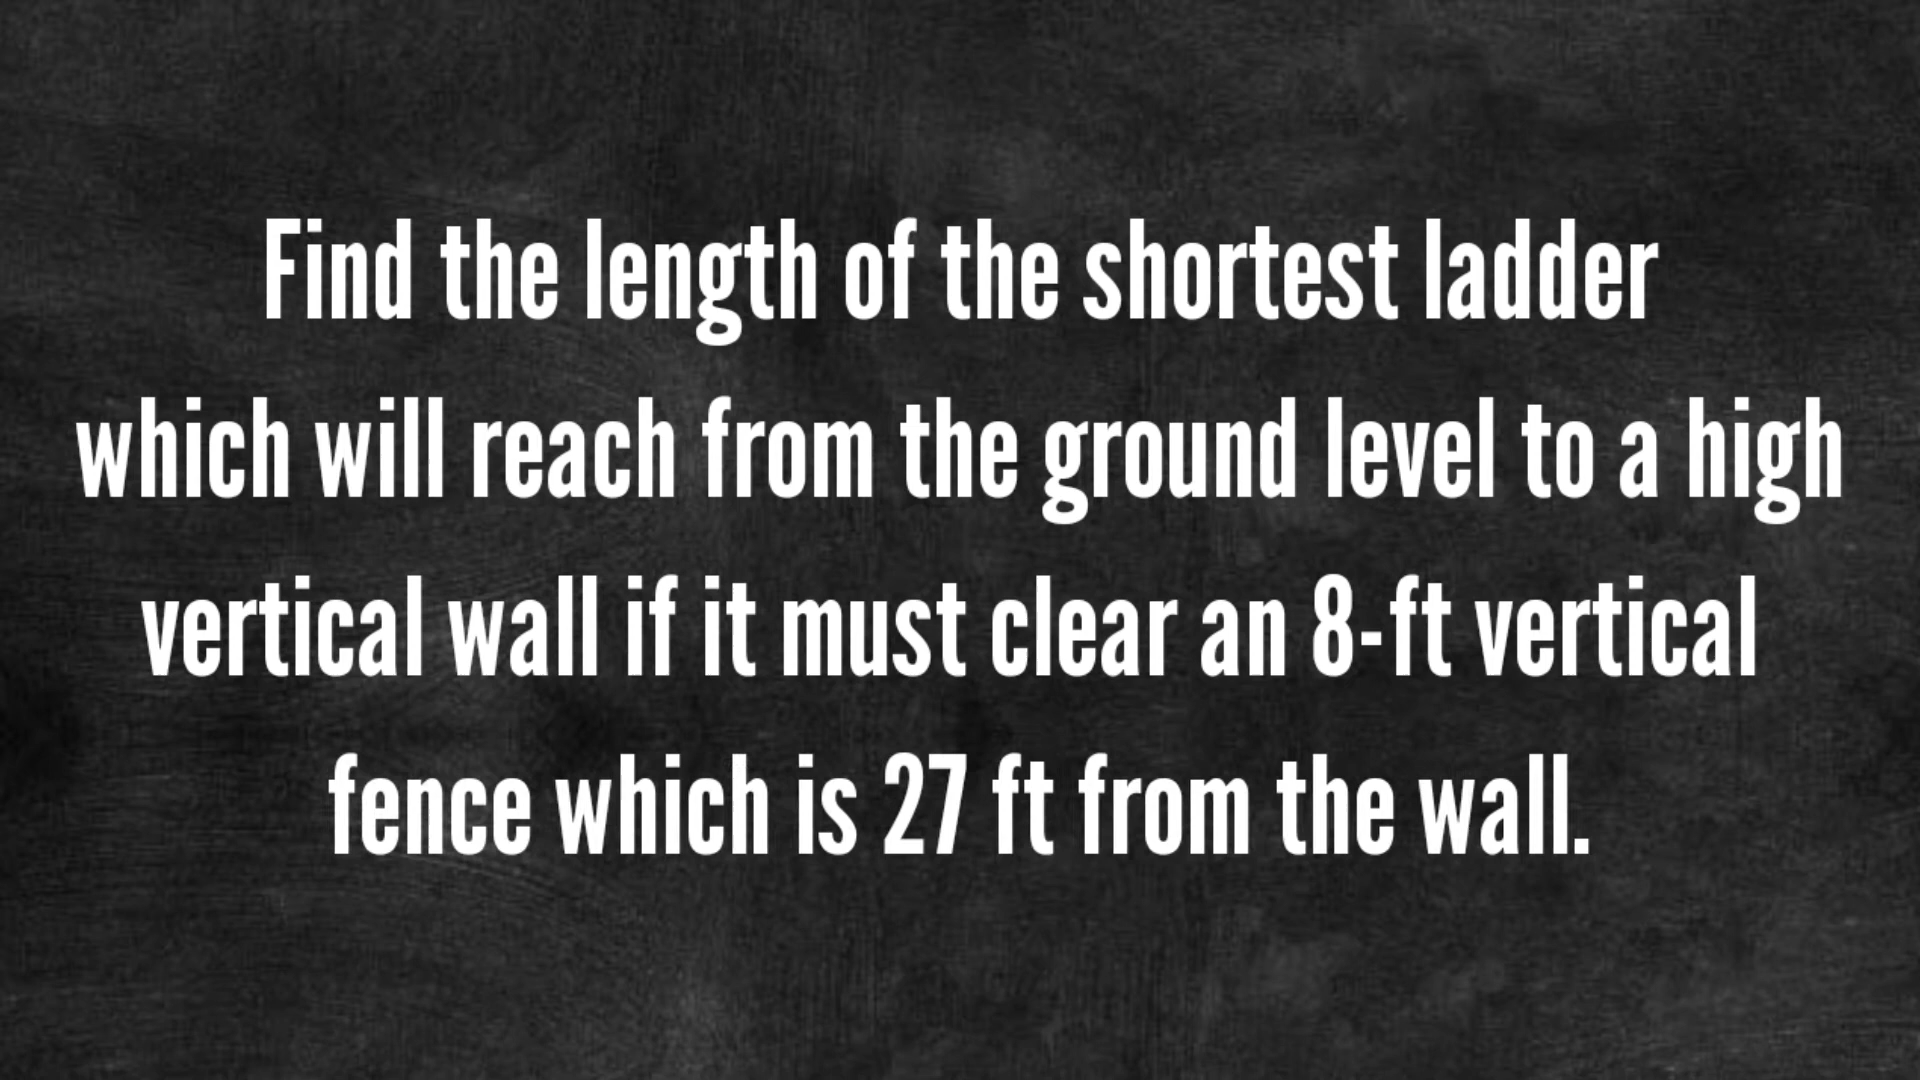 Find the length of the shortest ladder
which will reach from the ground level to a high
vertical wall if it must clear an 8-ft vertical
fence which is 27 ft from the wall.